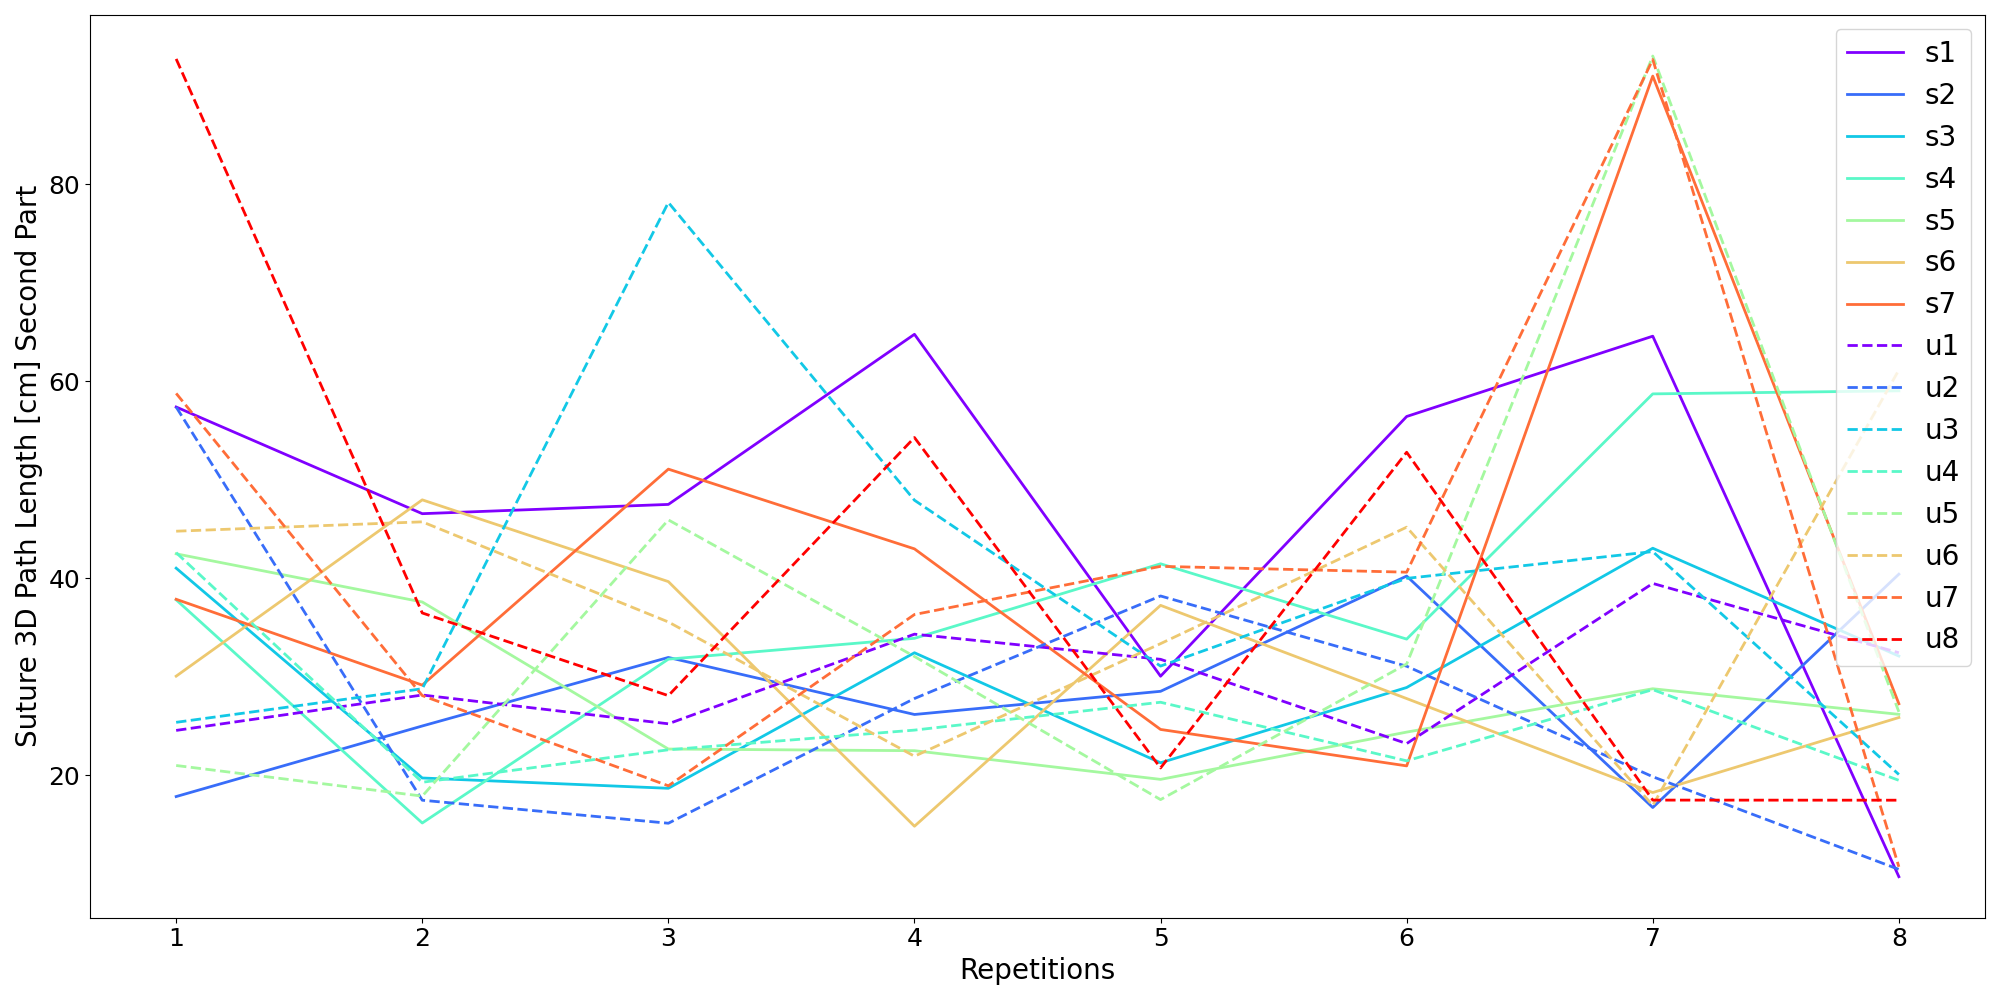 Suture 3D Path Length [cm] Second Part
80
60
40
20
1 2 3 4 5 6 7 8
Repetitions
s1
s2
s3
s4
s5
s6
s7
u1
u2
u3
u4
u5
u6
u7
u8